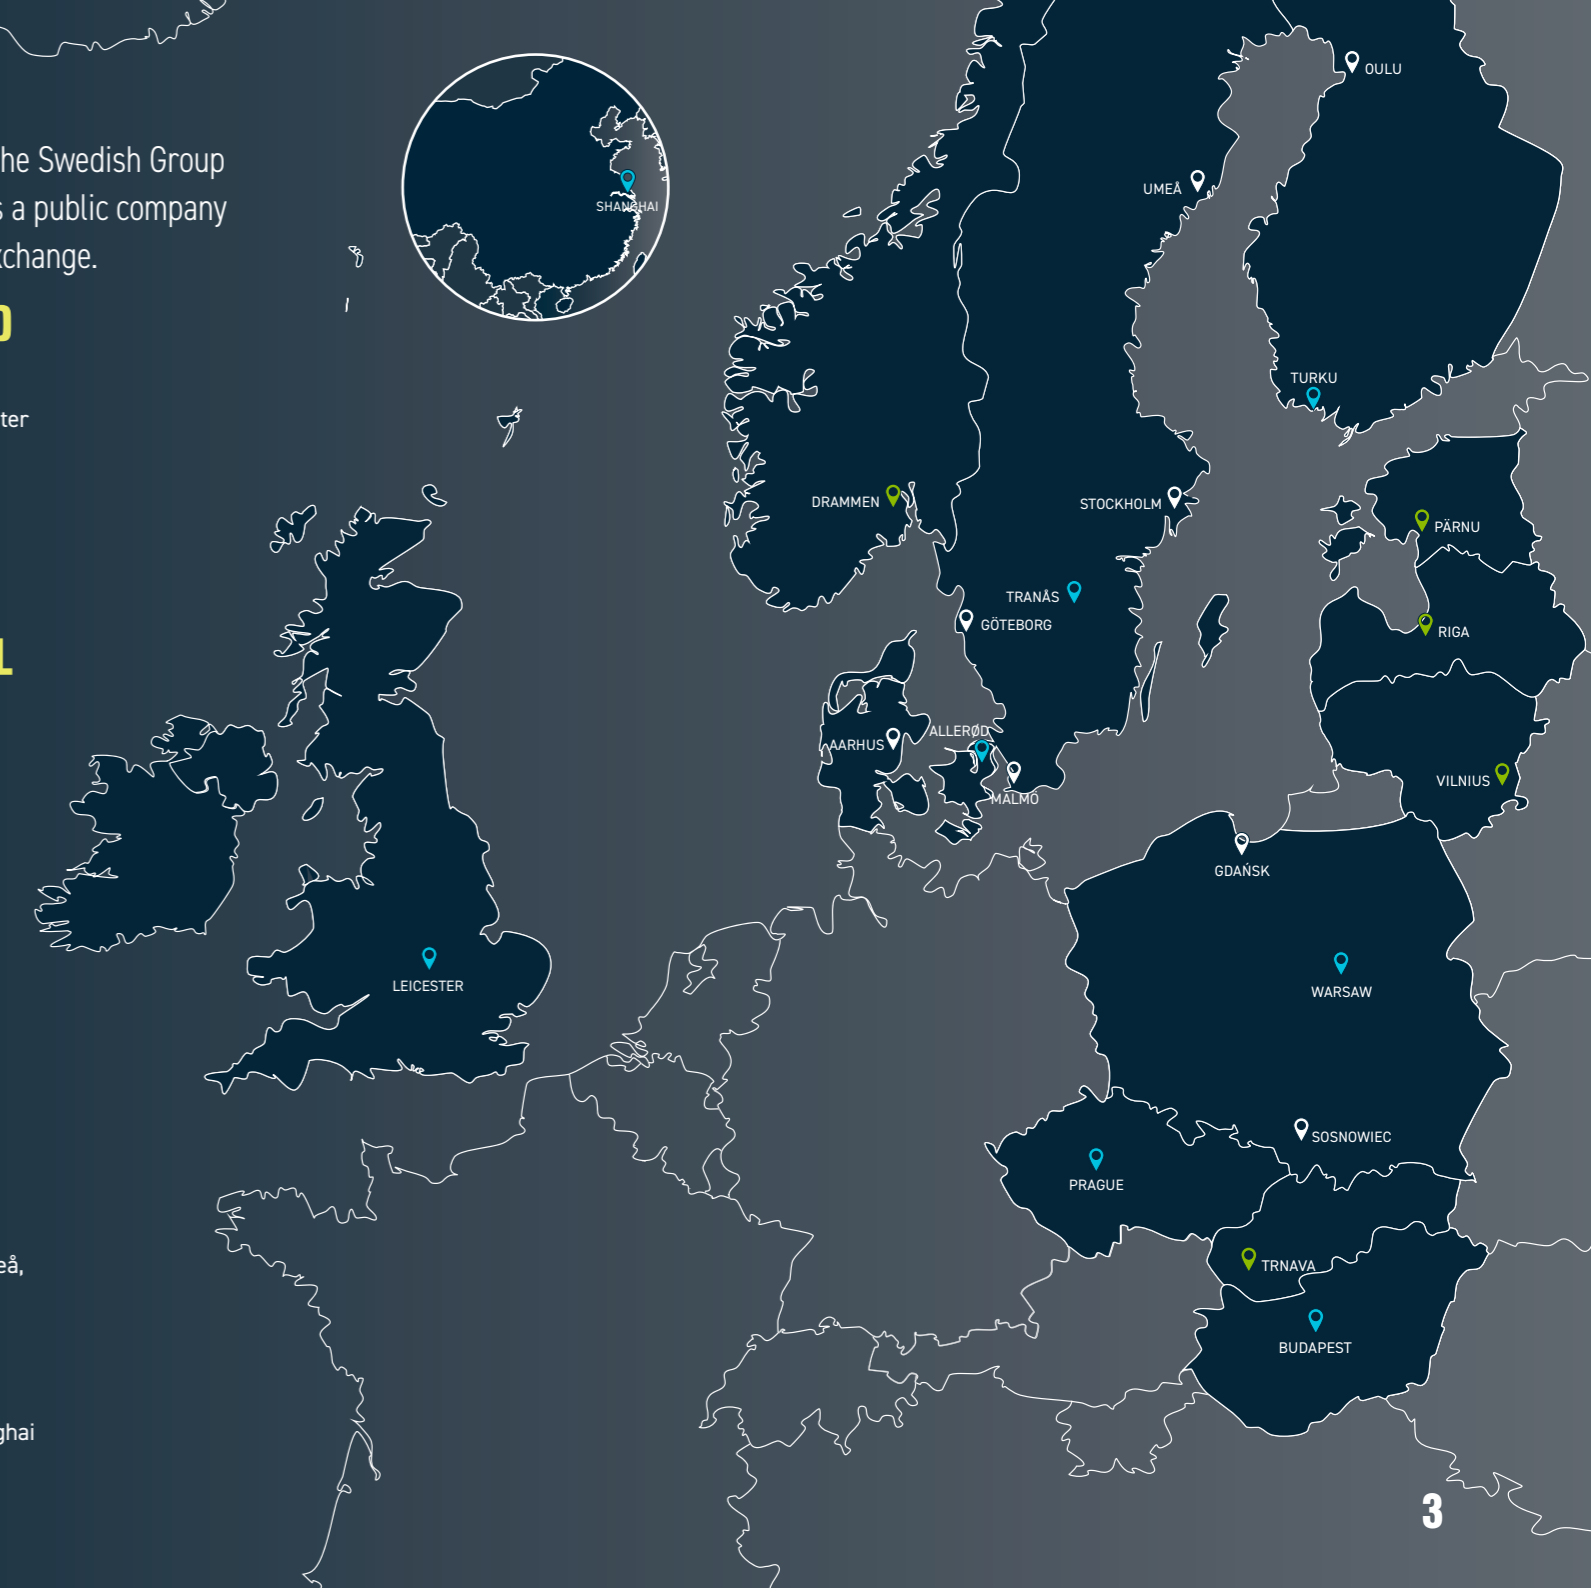 he Swedish Group
s a public company
xchange.
ter
eå,
ghai
SHANGHAI
OULU
UMEÅ
TURKU
DRAMMEN
STOCKHOLM
PÄRNU
TRANÅS
GÖTEBORG
RIGA
ALLERØD
AARHUS
MALMÖ
VILNIUS
GDAŃSK
LEICESTER
WARSAW
SOSNOWIEC
PRAGUE
TRNAVA
BUDAPEST
3